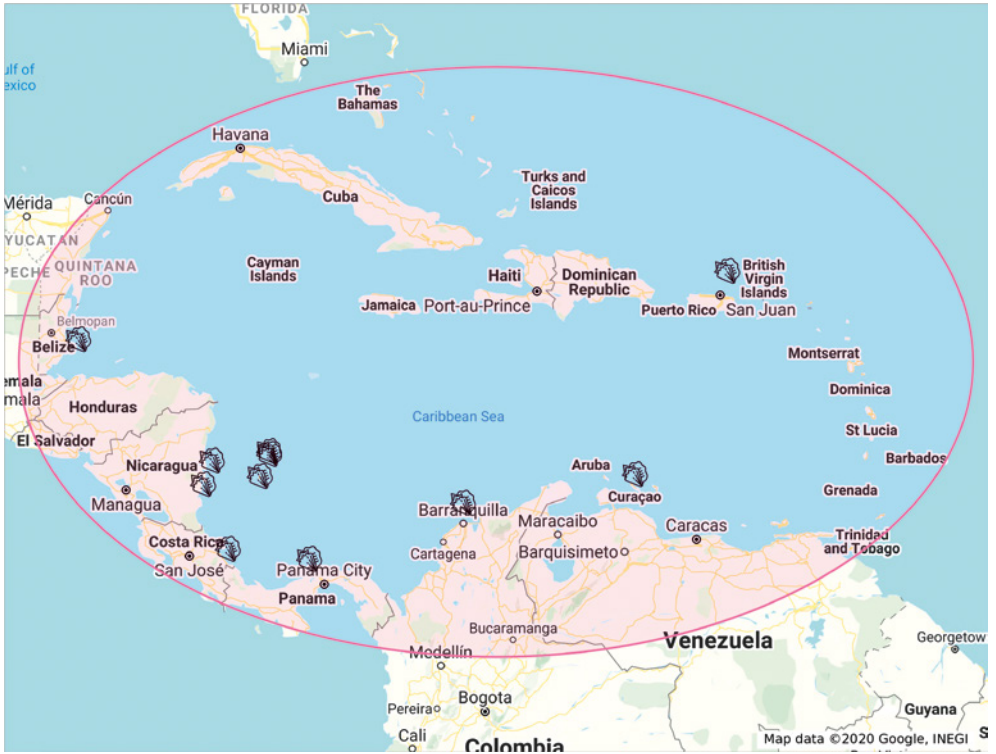 FLORIDA
Miami
ulf of
exico
The
Bahamas
Havana
Turks and
Caicos
Islands
Cuba
Mérida
Cancún
YUCATAN
PECHE
QUINTANA
ROO
Cayman
Islands
Haiti
Dominican
Republic
British
Virgin
Islands
Jamaica
Port-au-Prince
Puerto Rico
San Juan
Belmopan
Belize
Montserrat
emala
mala
Dominica
Honduras
Caribbean Sea
St Lucia
El Salvador
Barbados
Nicaragua
Aruba
Grenada
Managua
Curaçao
Barranquilla
Maracaibo
Caracas
Trinidad
and Tobago
Costa Rica
San José
Cartagena
Barquisimeto
Panama City
Panama
Bucaramanga
Venezuela
Georgetow
Medellín
Bogota
Pereira
Guyana
Cali
Colombia
Map data ©2020 Google, INEGI
S